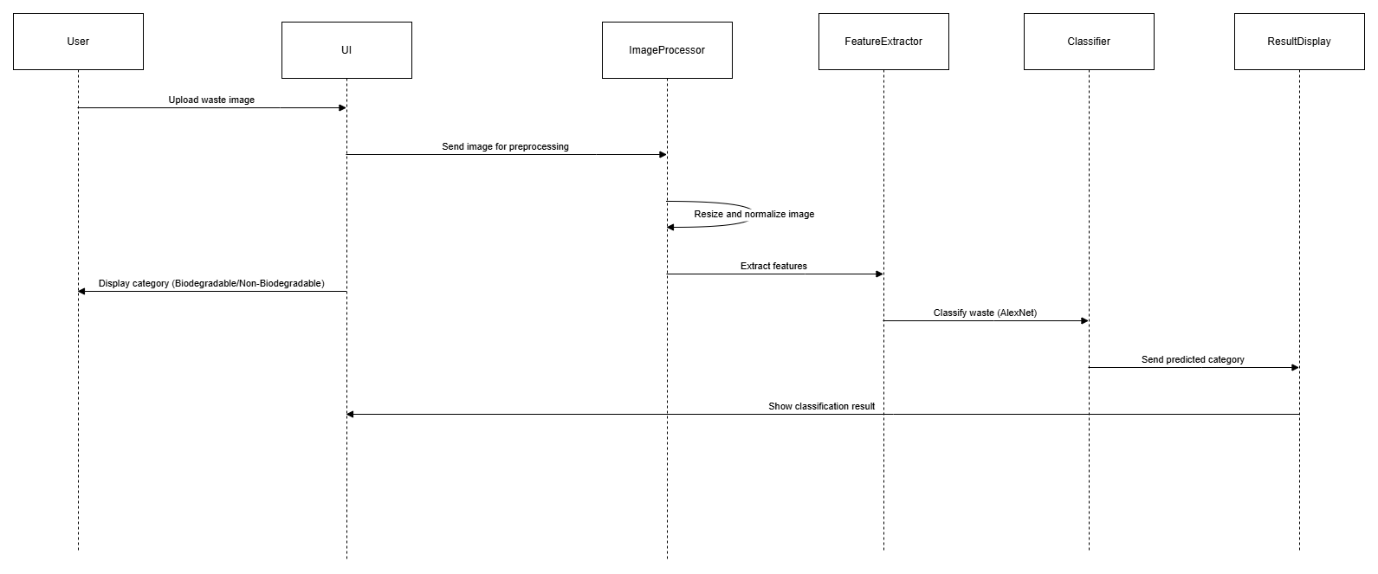 User
UI
ImageProcessor
FeatureExtractor
Classifier
ResultDisplay
Upload waste image
Send image for preprocessing
Resize and normalize image
Extract features
Display category (Biodegradable/Non-Biodegradable)
Classify waste (AlexNet)
Send predicted category
Show classification result